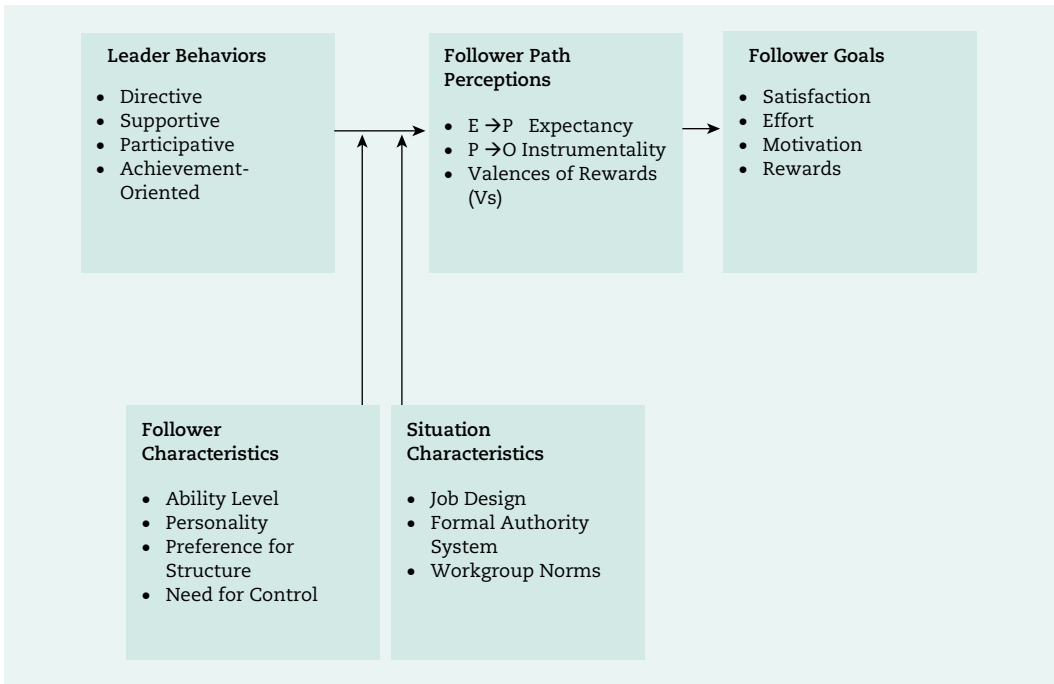 Leader Behaviors
• Directive
• Supportive
• Participative
• Achievement-
Oriented
Follower Path
Perceptions
• E →P Expectancy
• P →O Instrumentality
• Valences of Rewards
(Vs)
Follower Goals
• Satisfaction
• Effort
• Motivation
• Rewards
Follower
Characteristics
• Ability Level
• Personality
• Preference for
Structure
• Need for Control
Situation
Characteristics
• Job Design
• Formal Authority
System
• Workgroup Norms